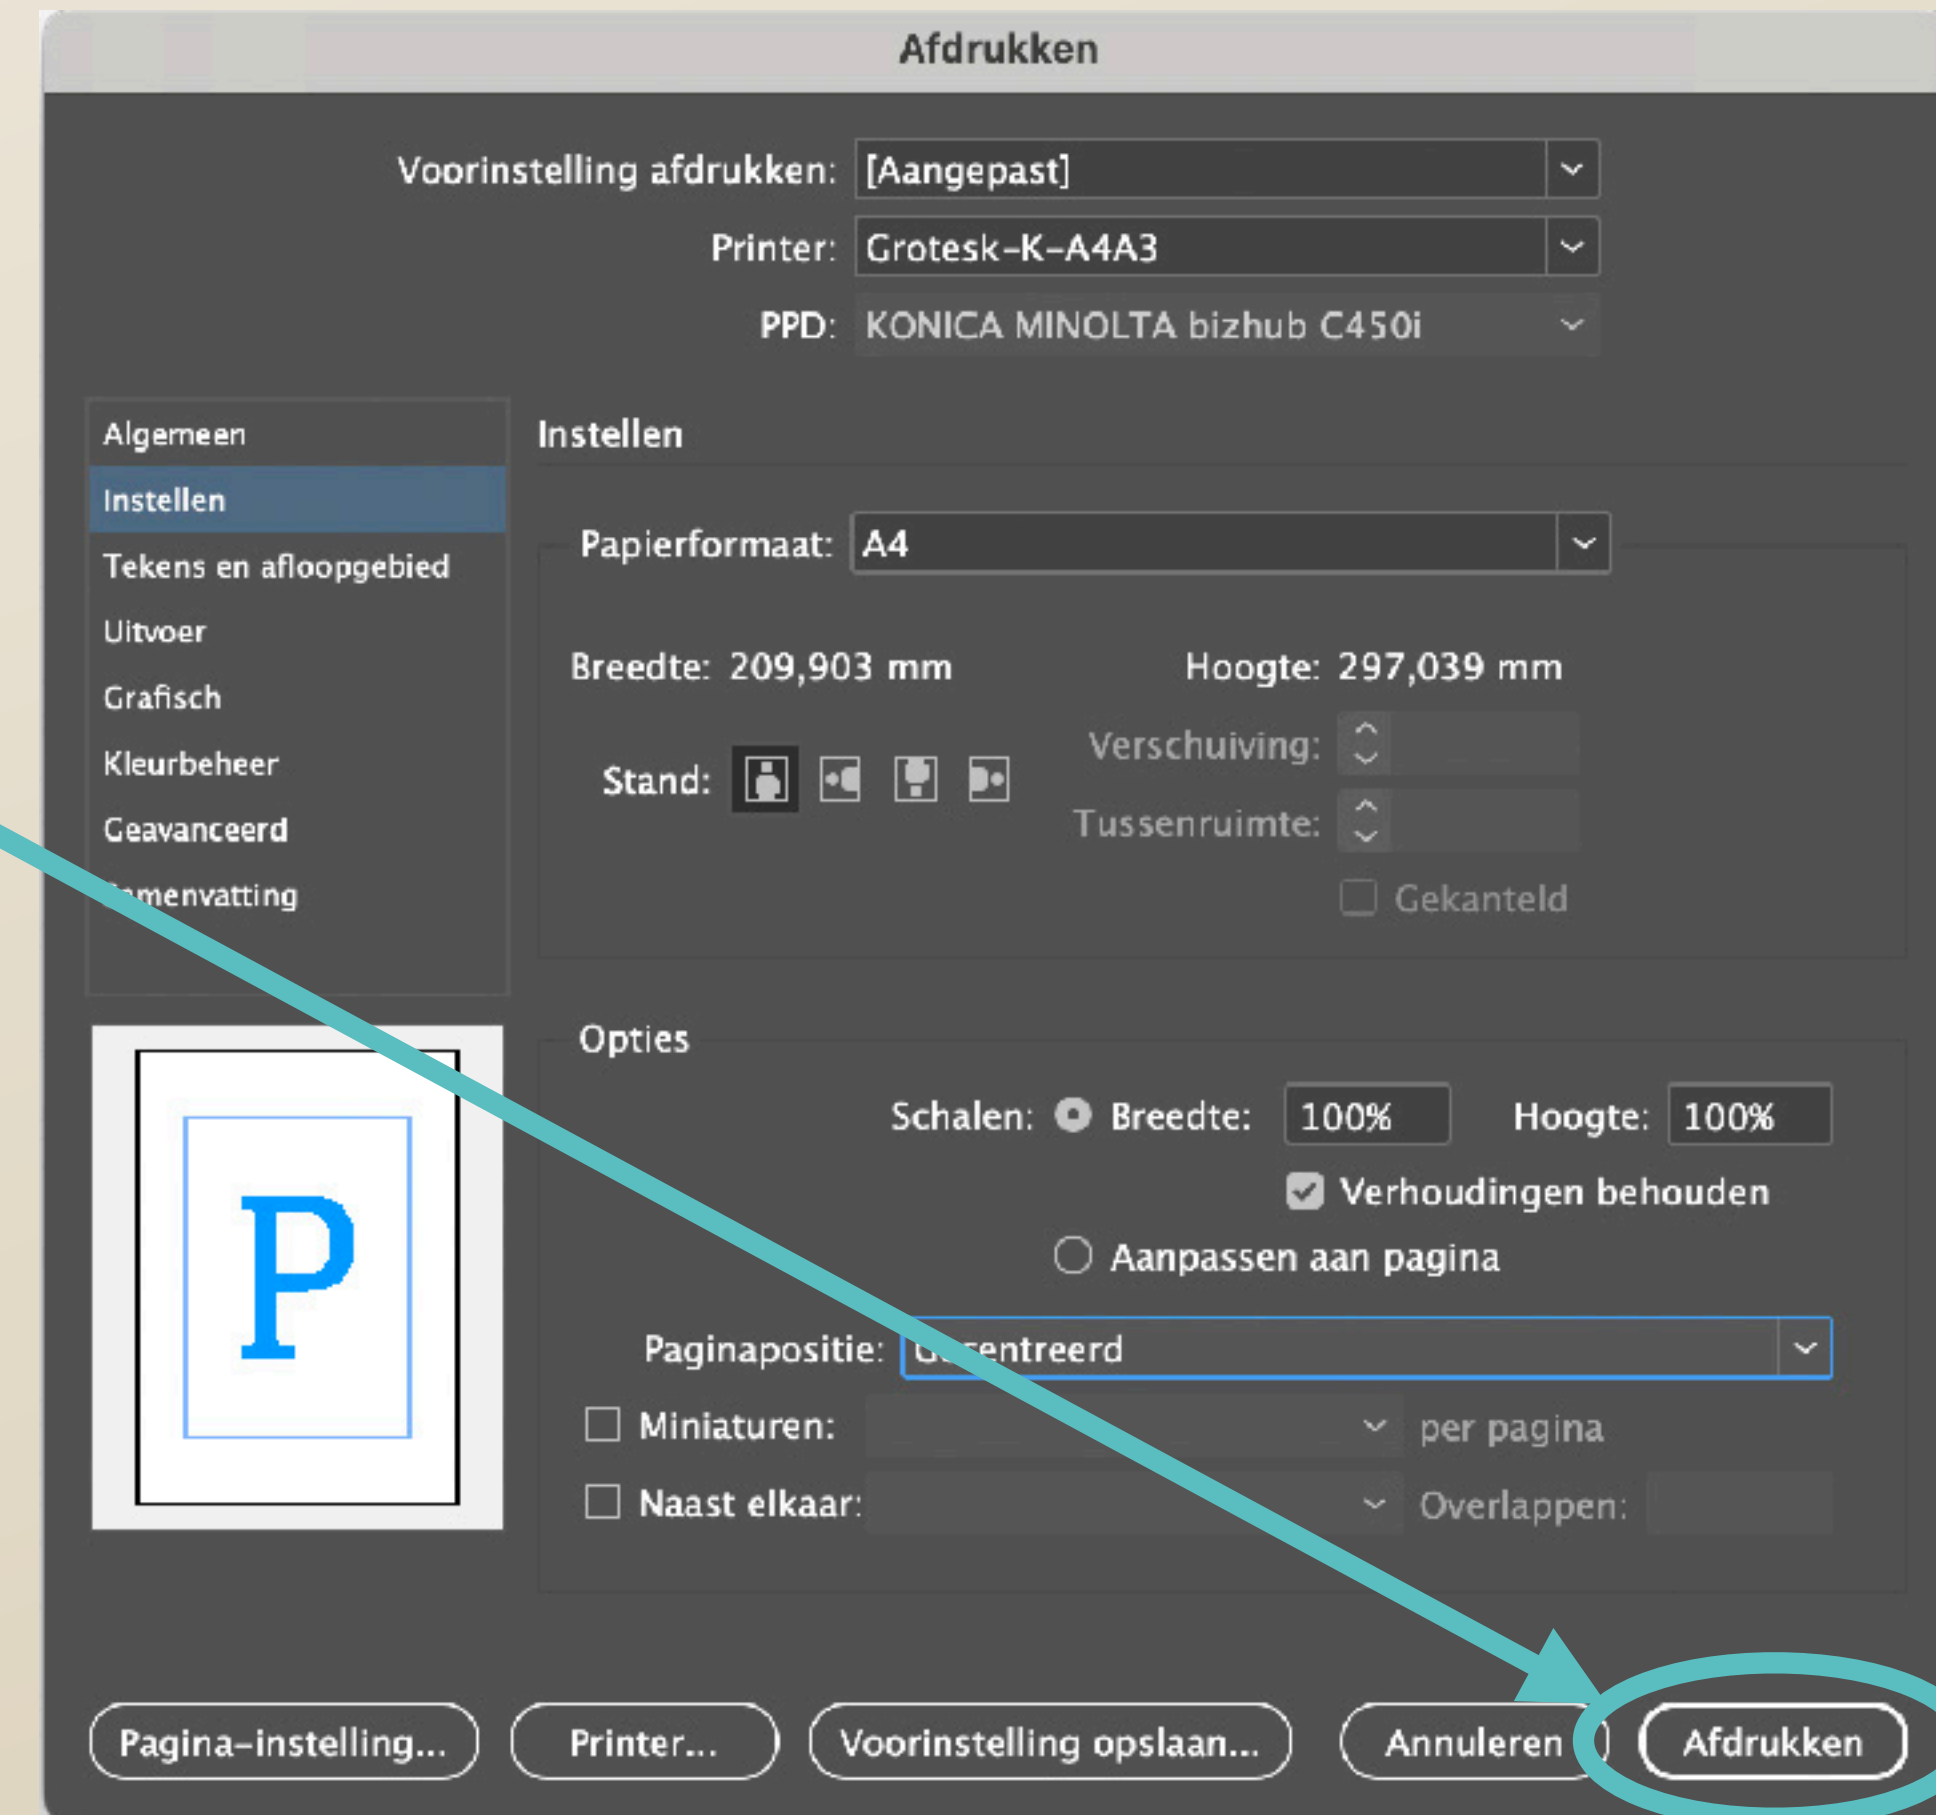 Afdrukken
Voorinstelling afdrukken: [Aangepast]
Printer: Grotesk-K-A4A3
PPD: KONICA MINOLTA bizhub C450i
Algemeen
Instellen
Tekens en afloopgebied
Uitvoer
Grafisch
Kleurbeheer
Geavanceerd
Samenvatting
Instellen
Papierformaat: A4
Breedte: 209,903 mm Hoogte: 297,039 mm
Stand: Verschuiving:
Tussenruimte:
Gekanteld
P
Opties
Schalen: Breedte: 100% Hoogte: 100%
Verhoudingen behouden
Aanpassen aan pagina
Paginapositie: Gecentreerd
Miniaturen: per pagina
Naast elkaar: Overlappen:
Pagina-instelling... Printer... Voorinstelling opslaan... Annuleren Afdrukken